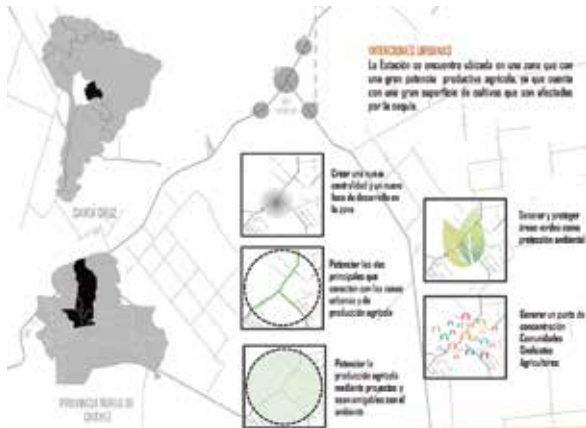 INTENCIONES URBANAS
La Estación se encuentra ubicada en una zona que con
una gran potencia productiva agrícola, ya que cuenta
con una gran superficie de cultivos que son afectados
por la sequía.
SANTA CRUZ
Crear una nueva
centralidad y un nuevo
foco de desarrollo en
la zona
Generar y proteger
áreas verdes como
protección ambiental
Potenciar las vías
principales que
conectan con las zonas
urbanas y de
producción agrícola
Generar un punto de
concentración
Comunidades
Sindicatos
Agricultores
Potenciar la
producción agrícola
mediante proyectos
amigables con el
ambiente
PROVINCIA ÑUFLO DE
CHAVEZ